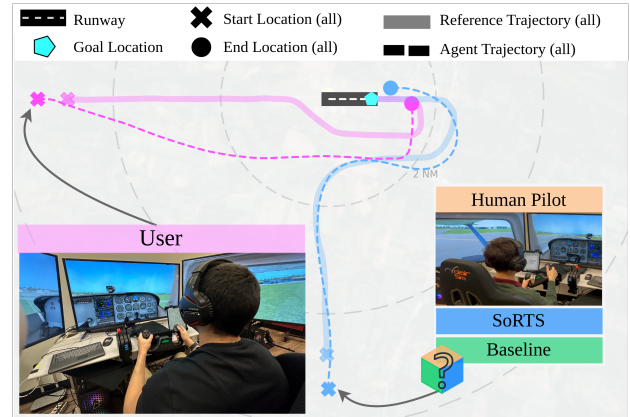 Runway
Start Location (all)
Reference Trajectory (all)
Goal Location
End Location (all)
Agent Trajectory (all)
2 NM
Human Pilot
User
SoRTS
Baseline
?